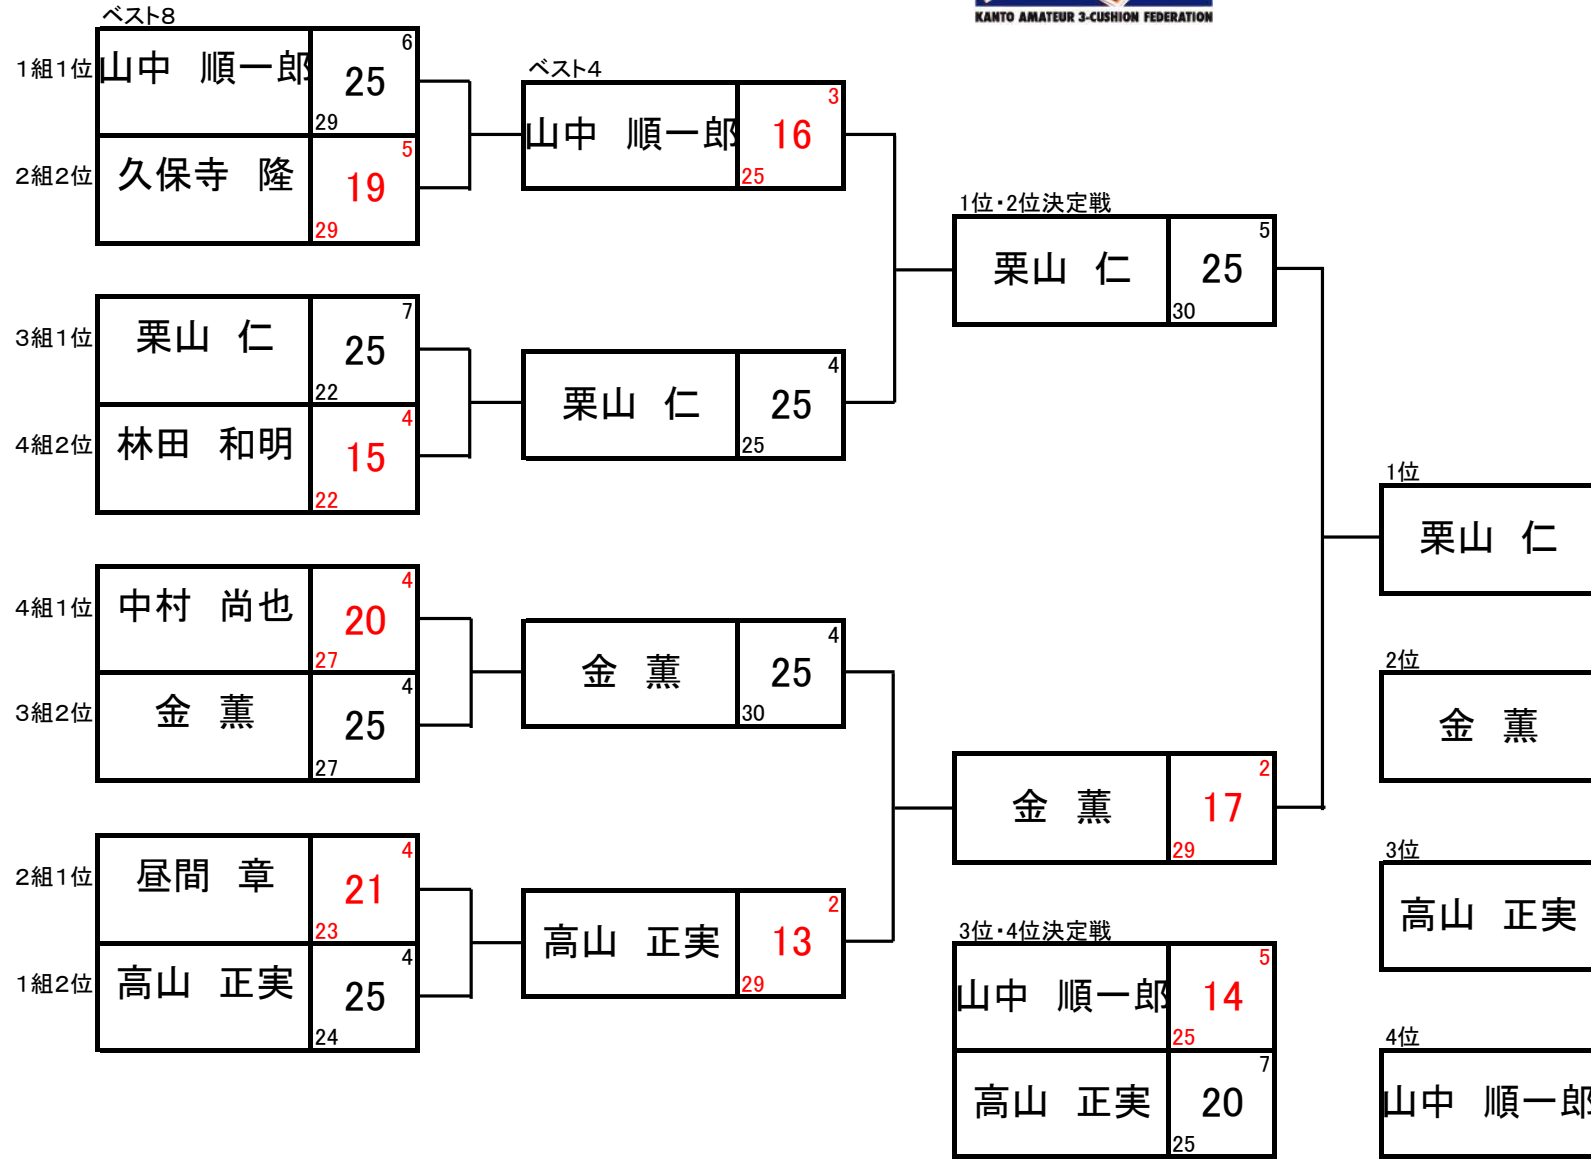 KANTO AMATEUR 3-CUSHION FEDERATION
ベスト8
1組1位 山中 順一郎 25 6 29
2組2位 久保寺 隆 19 5 29
3組1位 栗山 仁 25 7 22
4組2位 林田 和明 15 4 22
4組1位 中村 尚也 20 4 27
3組2位 金 薫 25 4 27
2組1位 昼間 章 21 4 23
1組2位 高山 正実 25 4 24
ベスト4
山中 順一郎 16 3 25
栗山 仁 25 4 25
金 薫 25 4 30
高山 正実 13 2 29
1位・2位決定戦
栗山 仁 25 5 30
金 薫 17 2 29
3位・4位決定戦
山中 順一郎 14 5 25
高山 正実 20 7 25
1位
栗山 仁
2位
金 薫
3位
高山 正実
4位
山中 順一郎